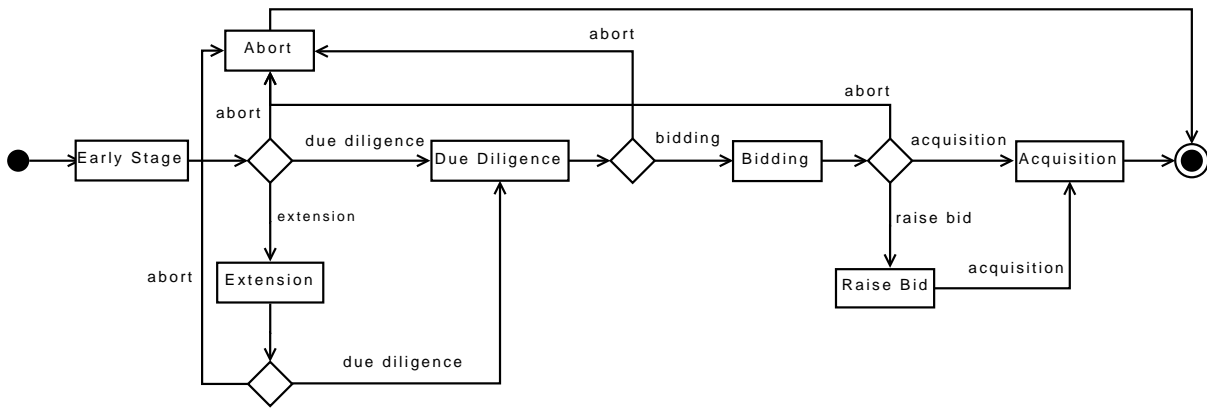 Abort
abort
abort
abort
due diligence
bidding
acquisition
Early Stage
Due Diligence
Bidding
Acquisition
extension
raise bid
abort
Extension
acquisition
Raise Bid
due diligence